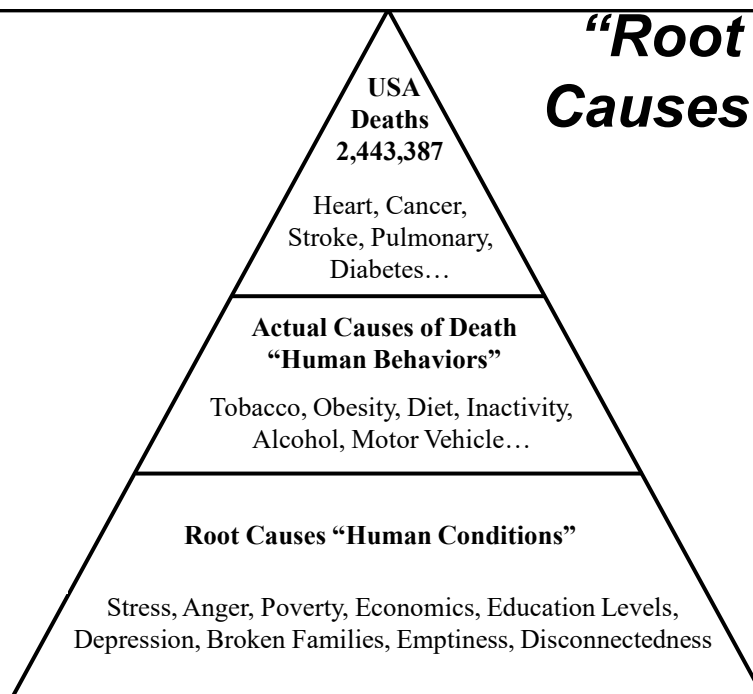 “Root
Causes
USA
Deaths
2,443,387
Heart, Cancer,
Stroke, Pulmonary,
Diabetes…
Actual Causes of Death
“Human Behaviors”
Tobacco, Obesity, Diet, Inactivity,
Alcohol, Motor Vehicle…
Root Causes “Human Conditions”
Stress, Anger, Poverty, Economics, Education Levels,
Depression, Broken Families, Emptiness, Disconnectedness